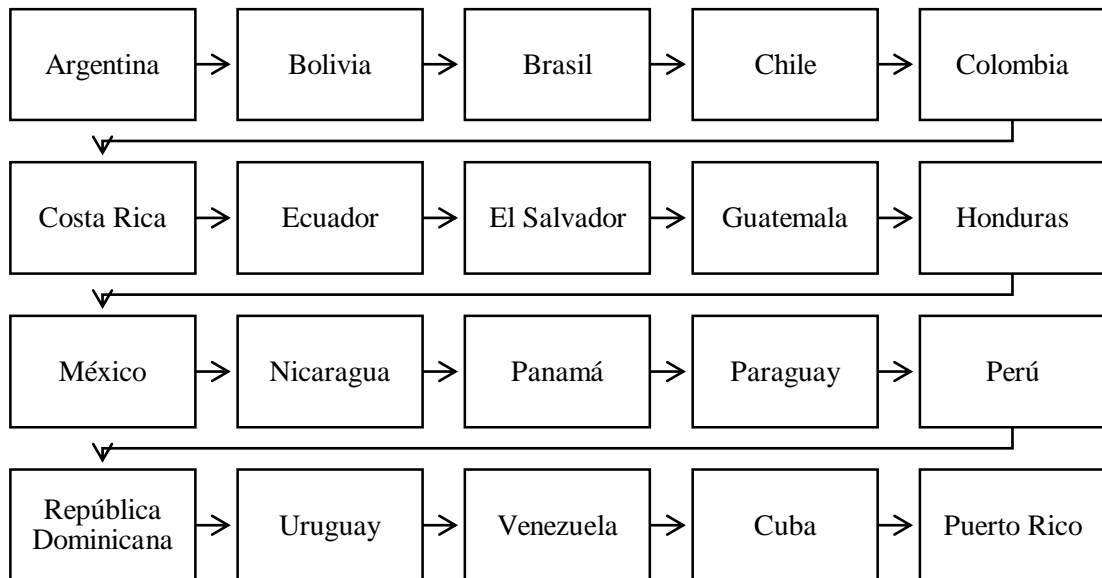 Argentina
Bolivia
Brasil
Chile
Colombia
Costa Rica
Ecuador
El Salvador
Guatemala
Honduras
México
Nicaragua
Panamá
Paraguay
Perú
República
Dominicana
Uruguay
Venezuela
Cuba
Puerto Rico